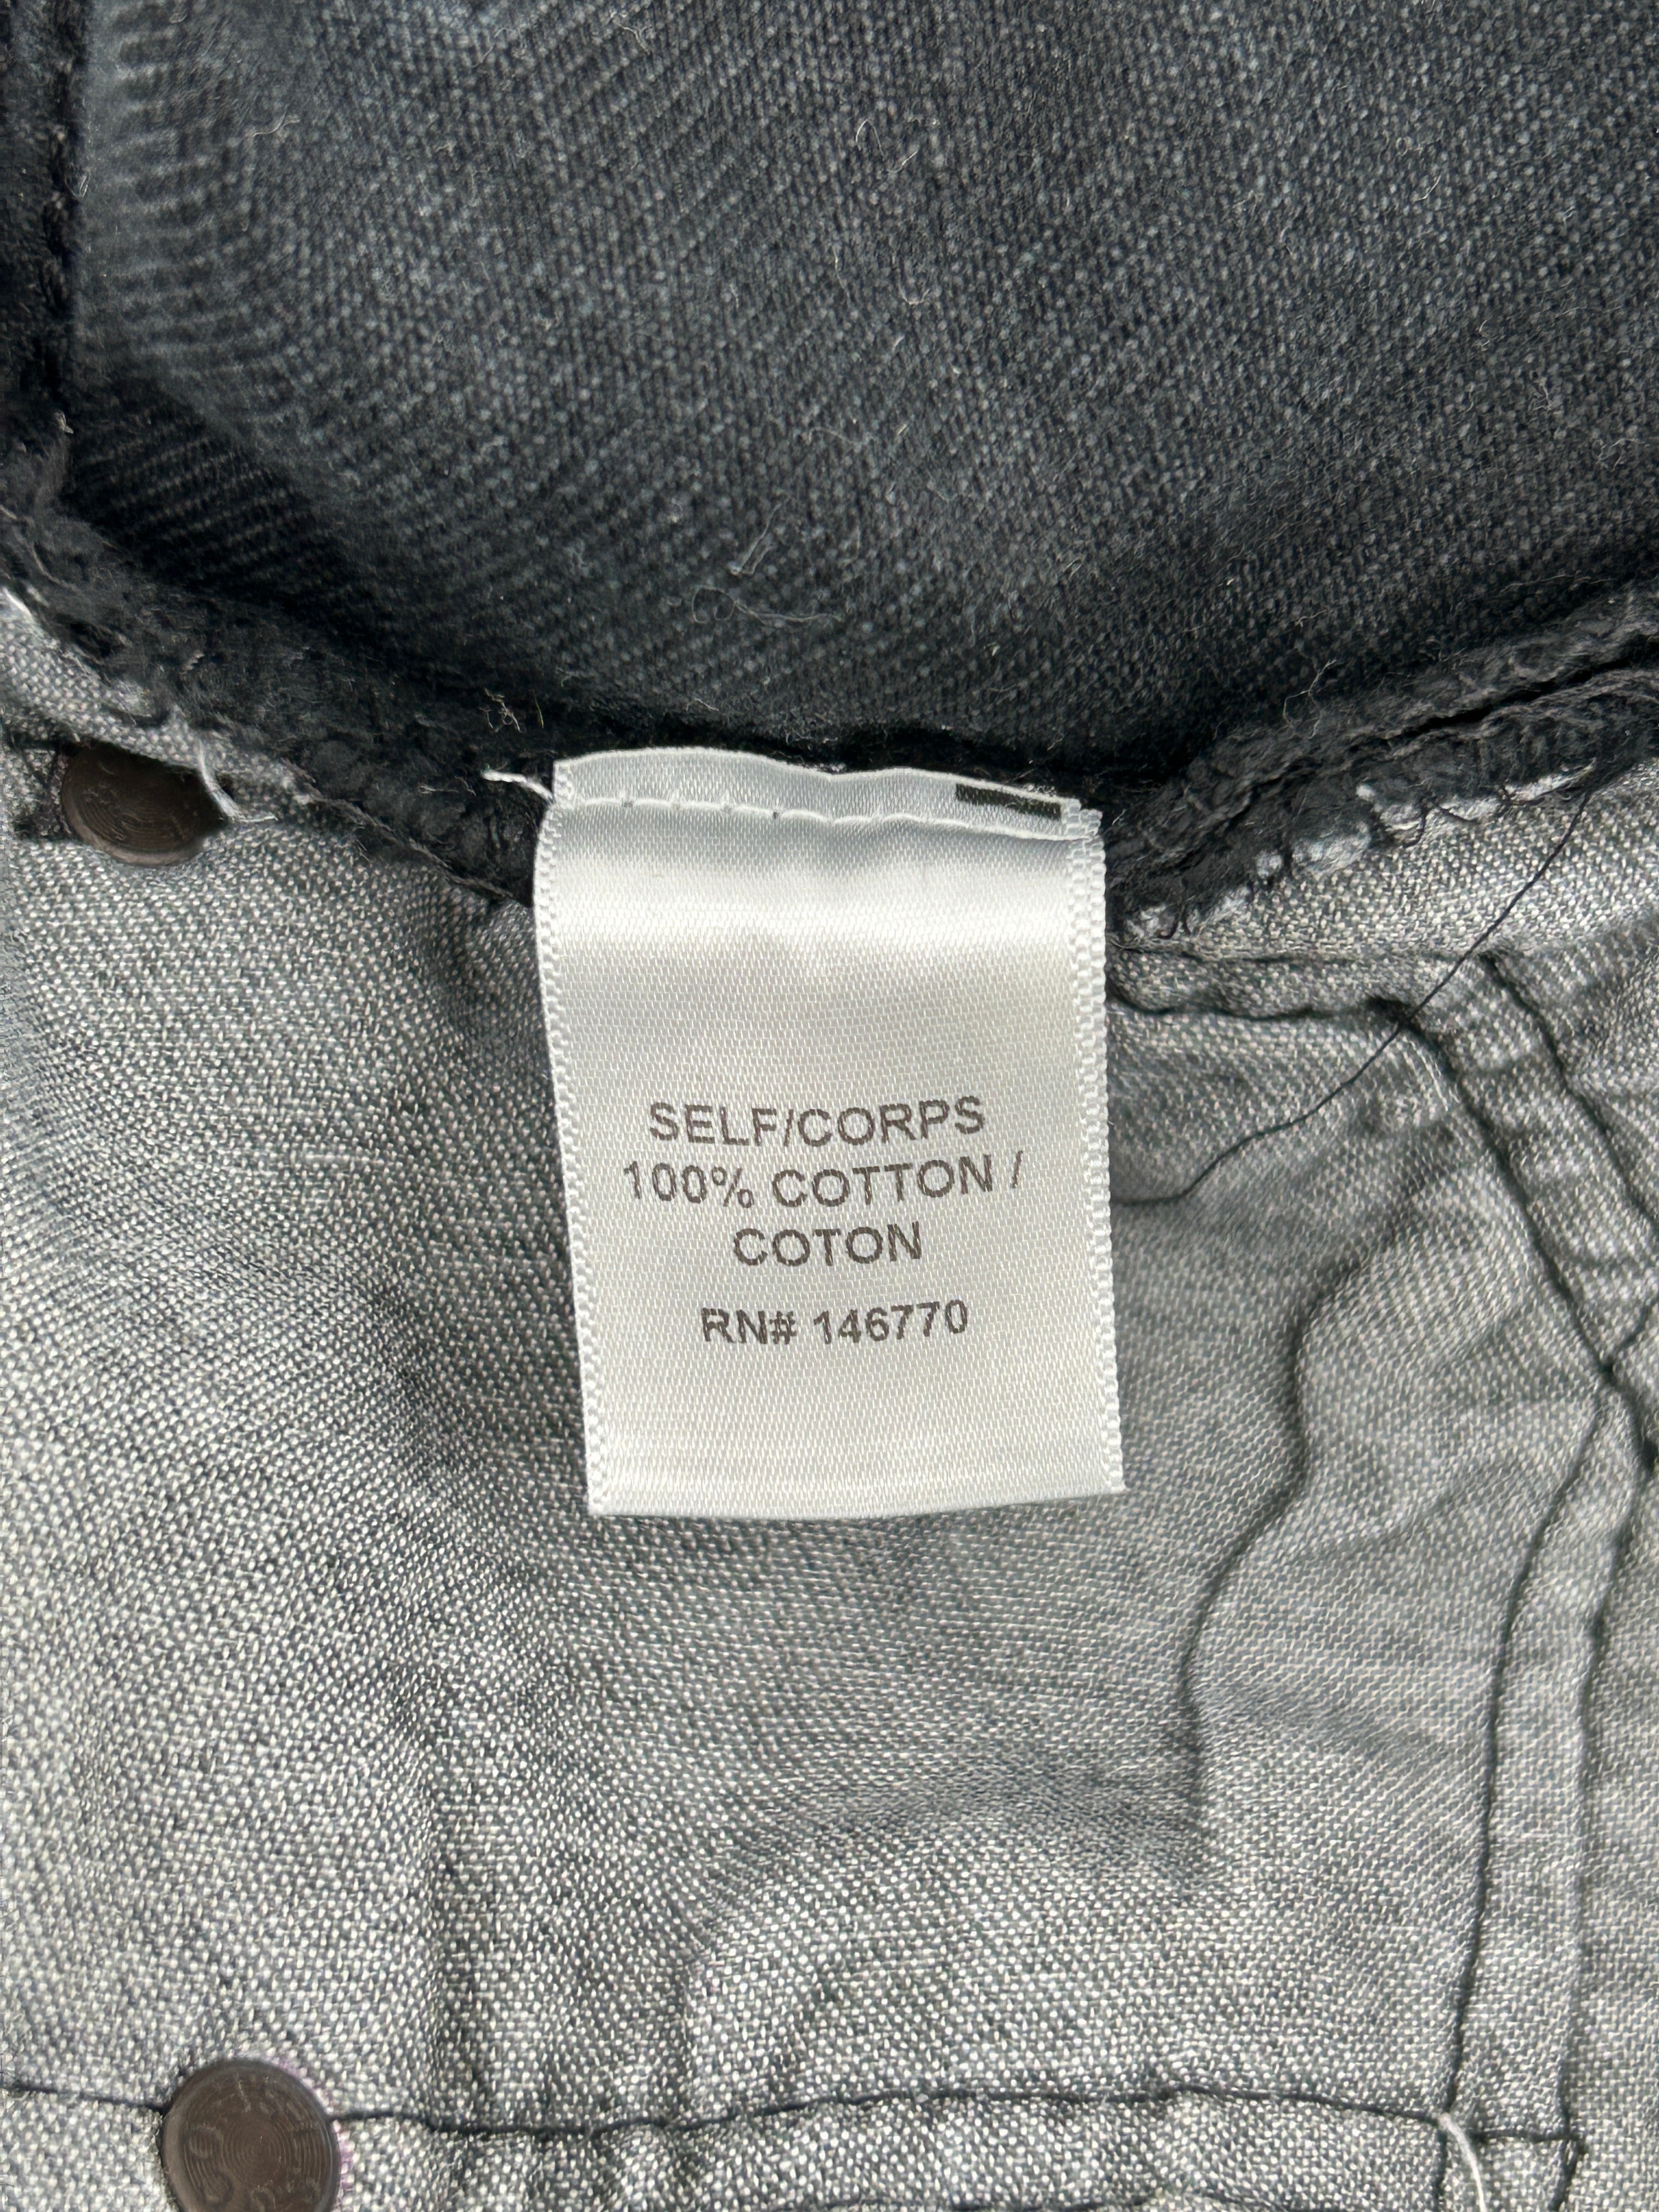 SELF/CORPS
100% COTTON /
COTON
RN# 146770